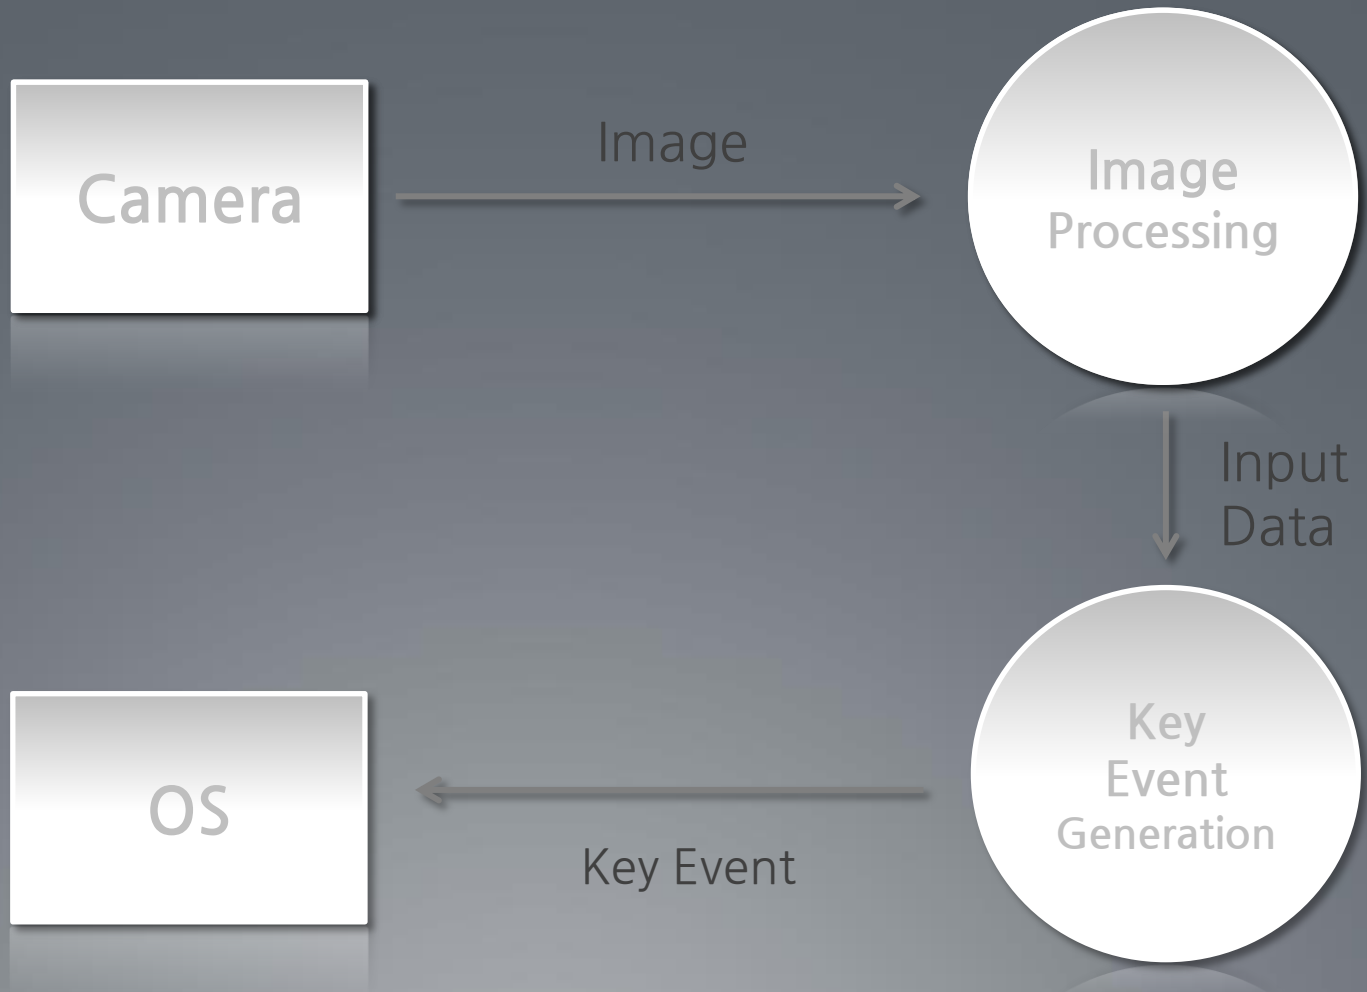 Camera
Image
Image
Processing
Input
Data
Key
Event
Generation
Key Event
OS